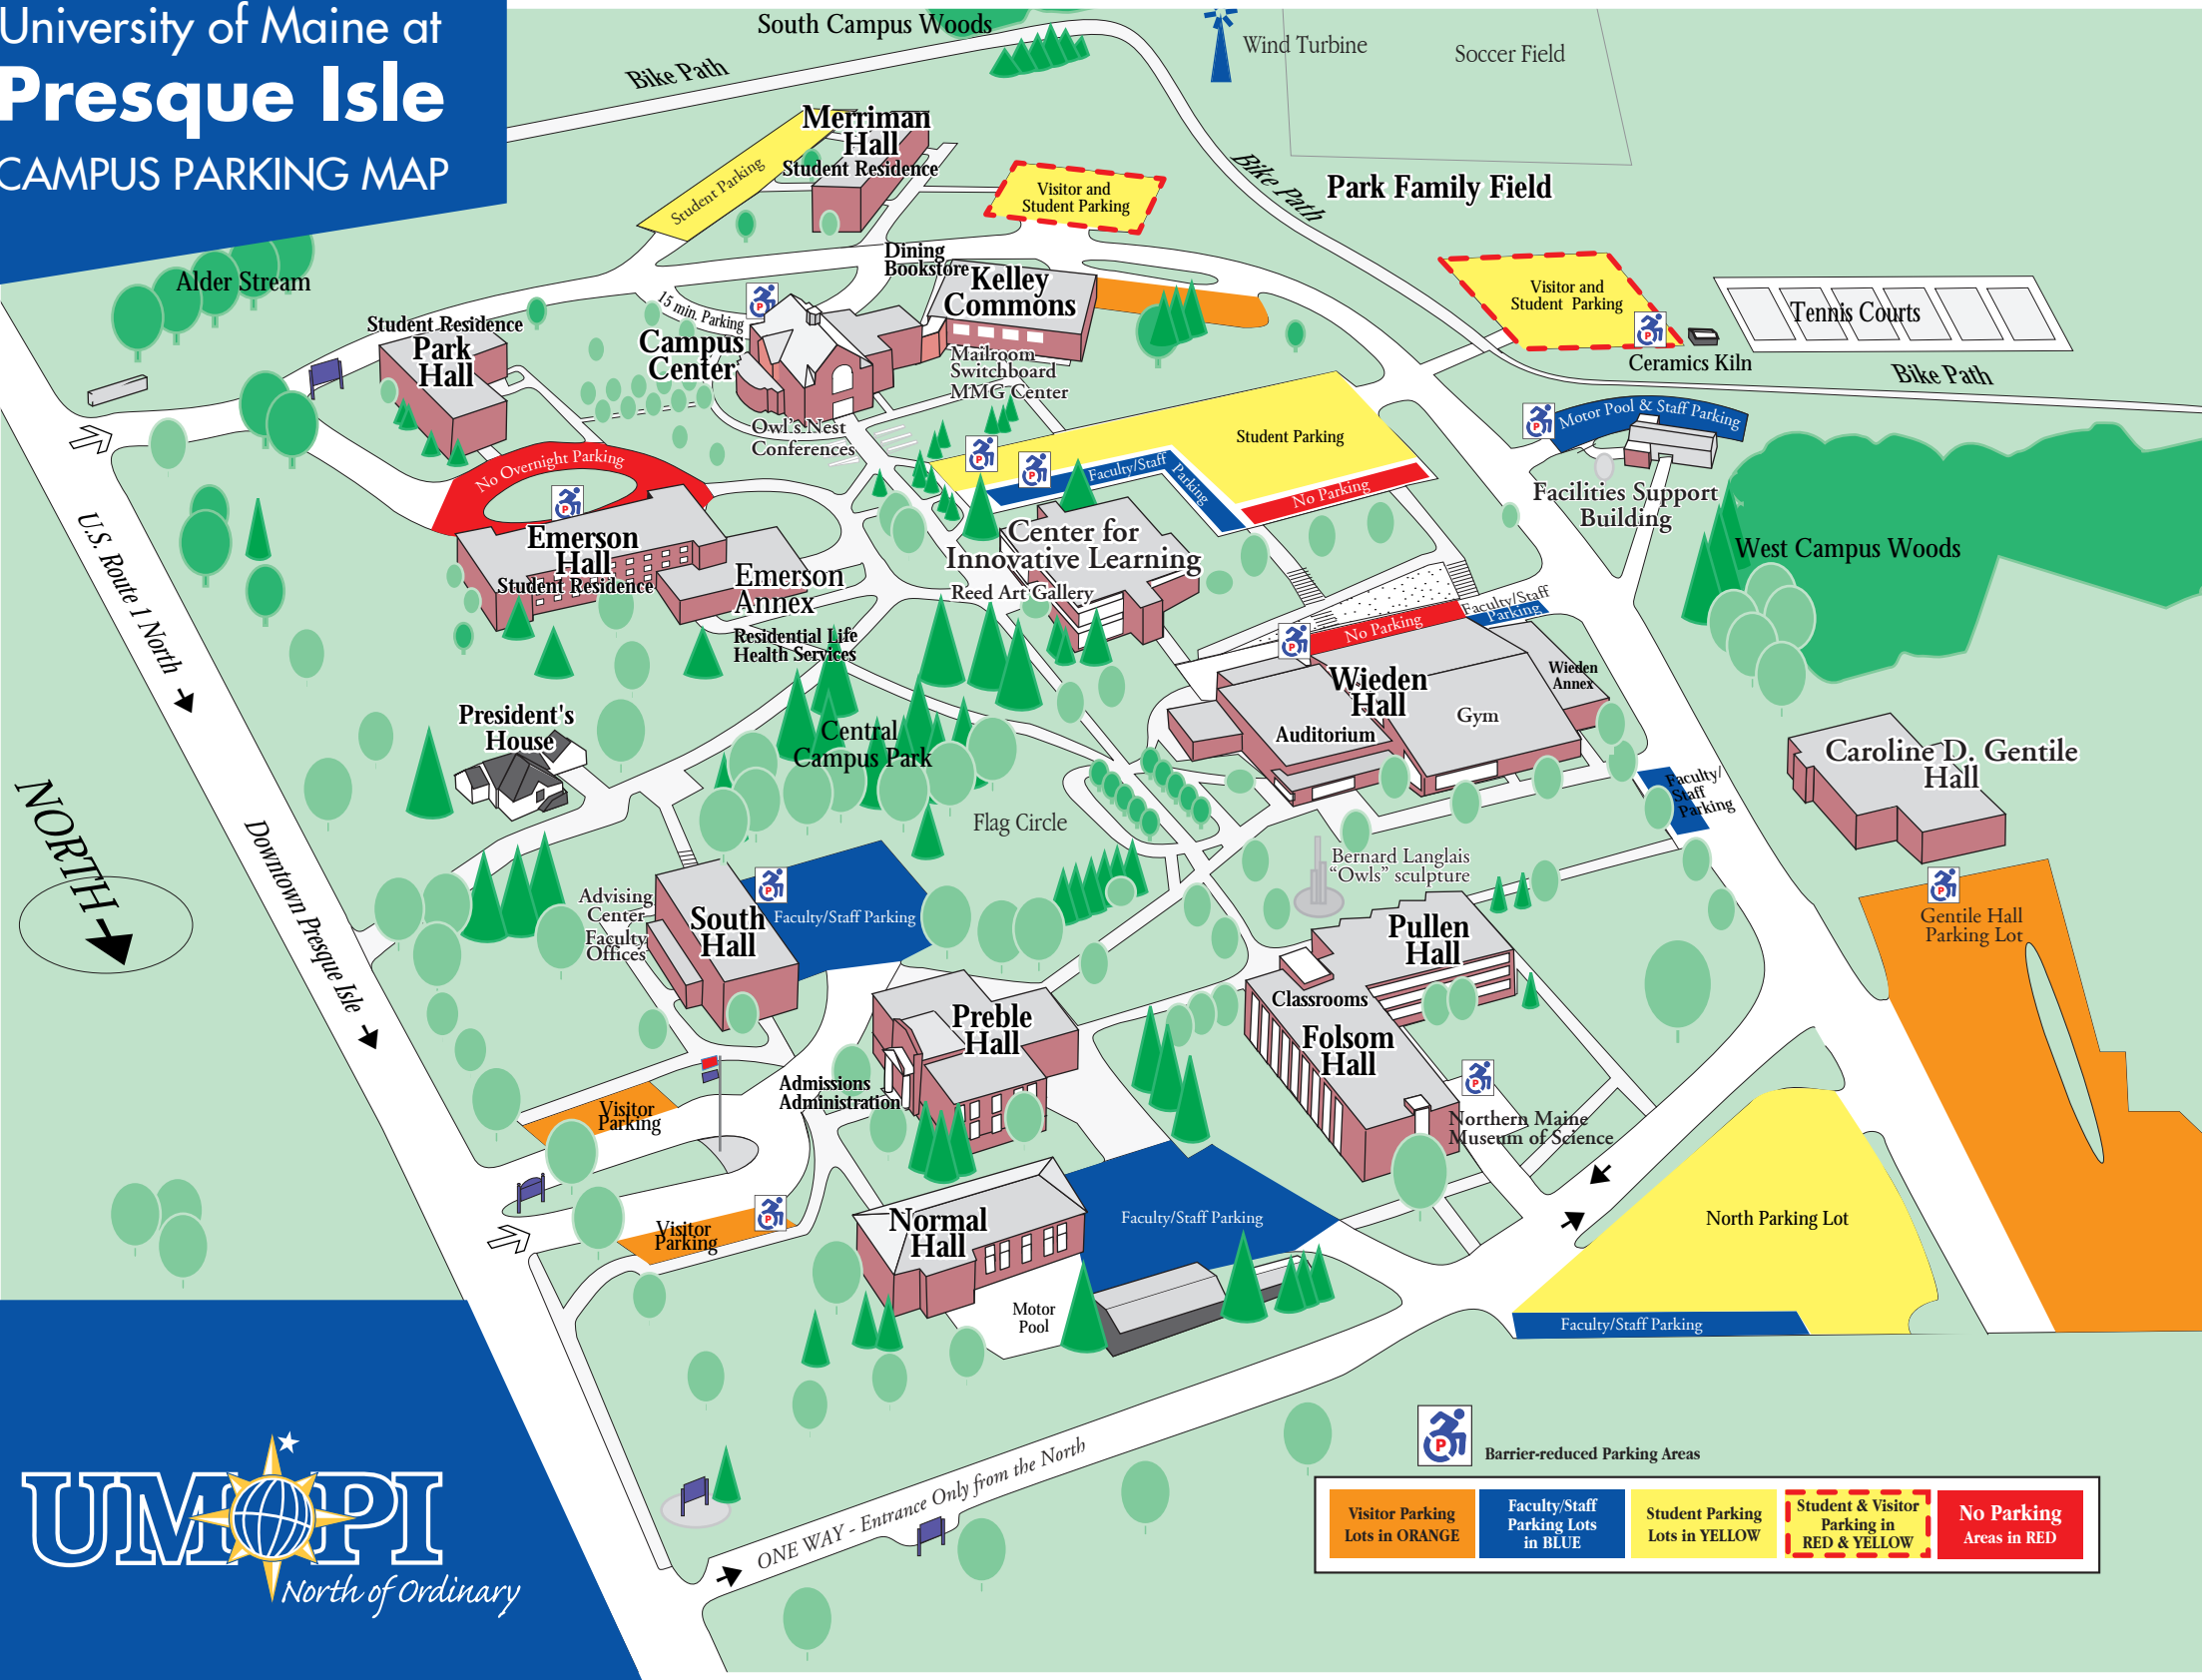 University of Maine at
Presque Isle
CAMPUS PARKING MAP
South Campus Woods
Bike Path
Wind Turbine
Soccer Field
Merriman
Hall
Student Residence
Student Parking
Visitor and
Student Parking
Bike Path
Park Family Field
Alder Stream
Dining
Bookstore
Kelley
Commons
15 min. Parking
Campus
Center
Mailroom
Switchboard
MMG Center
Owl's Nest
Conferences
Student Residence
Park
Hall
Visitor and
Student Parking
Ceramics Kiln
Tennis Courts
Bike Path
Motor Pool & Staff Parking
Facilities Support
Building
West Campus Woods
Student Parking
Faculty/Staff
Parking
No Parking
No Overnight Parking
Emerson
Hall
Student Residence
Emerson
Annex
Residential Life
Health Services
Center for
Innovative Learning
Reed Art Gallery
Faculty/Staff
Parking
No Parking
Wieden
Hall
Wieden
Annex
Gym
Auditorium
U.S. Route 1 North
President's
House
Central
Campus Park
Flag Circle
Caroline D. Gentile
Hall
Faculty/
Staff
Parking
Gentile Hall
Parking Lot
NORTH
Downtown Presque Isle
Bernard Langlais
"Owls" sculpture
Advising
Center
Faculty
Offices
South
Hall
Faculty/Staff Parking
Pullen
Hall
Classrooms
Folsom
Hall
Northern Maine
Museum of Science
Preble
Hall
Admissions
Administration
Visitor
Parking
Visitor
Parking
Normal
Hall
Faculty/Staff Parking
Motor
Pool
North Parking Lot
Faculty/Staff Parking
ONE WAY - Entrance Only from the North
UMPI
North of Ordinary
P
Barrier-reduced Parking Areas
Visitor Parking
Lots in ORANGE
Faculty/Staff
Parking Lots
in BLUE
Student Parking
Lots in YELLOW
Student & Visitor
Parking in
RED & YELLOW
No Parking
Areas in RED